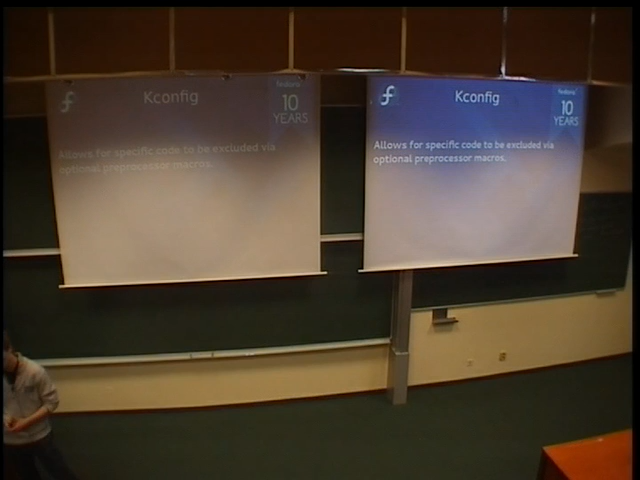 Kconfig
fedora
10
YEARS
Allows for specific code to be excluded via
optional preprocessor macros.
Kconfig
fedora
10
YEARS
Allows for specific code to be excluded via
optional preprocessor macros.